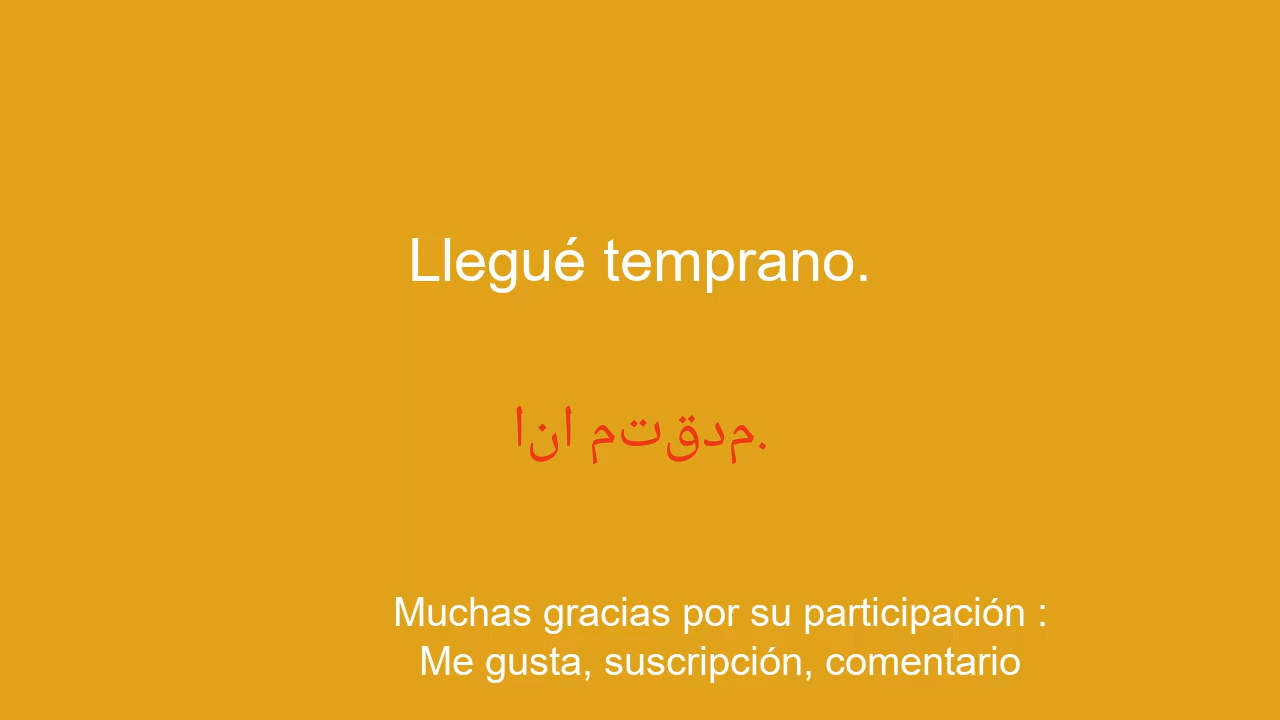 Llegué temprano.
انا متقدم.
Muchas gracias por su participación :
Me gusta, suscripción, comentario